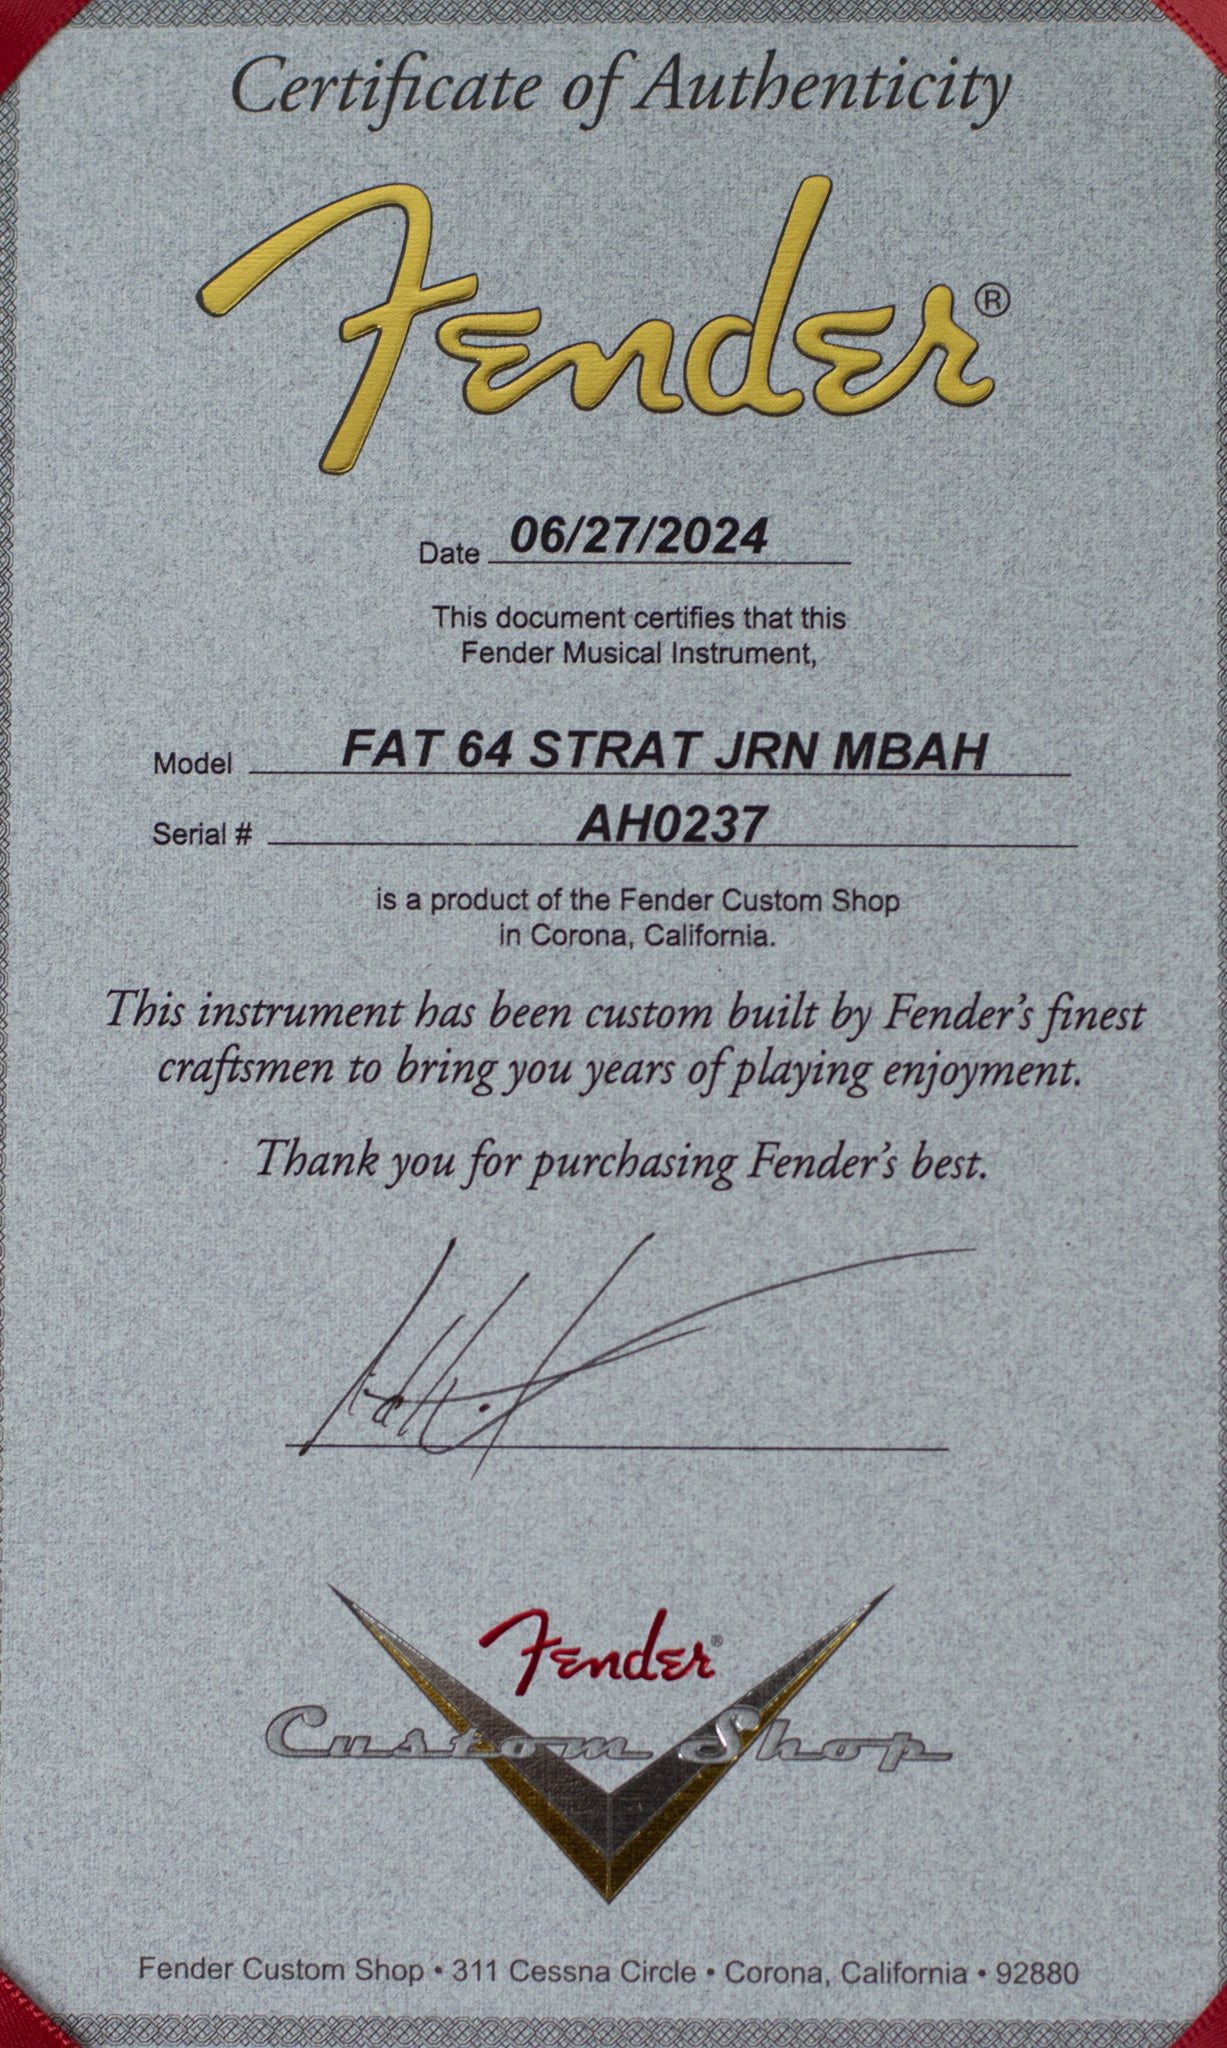 Certificate of Authenticity
Fender®
Date 06/27/2024
This document certifies that this
Fender Musical Instrument,
Model FAT 64 STRAT JRN MBAH
Serial # AH0237
is a product of the Fender Custom Shop
in Corona, California.
This instrument has been custom built by Fender's finest
craftsmen to bring you years of playing enjoyment.
Thank you for purchasing Fender's best.
Fender®
Custom Shop
Fender Custom Shop • 311 Cessna Circle • Corona, California • 92880